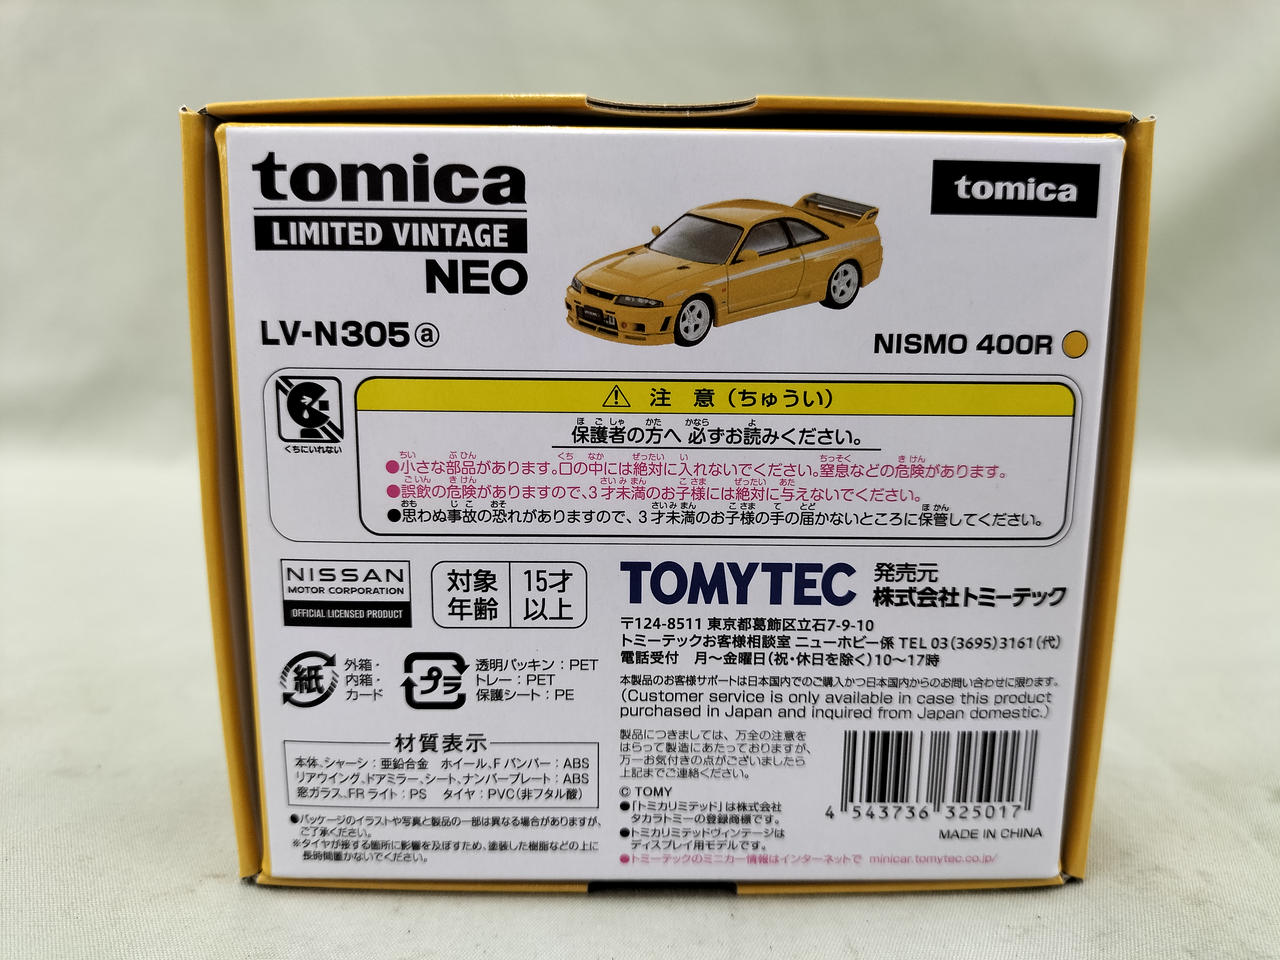 tomica
LIMITED VINTAGE
NEO
tomica
LV-N305ⓐ
NISMO 400R
くちにいれない
⚠ 注 意（ちゅうい）
保護者の方へ 必ずお読みください。
●小さな部品があります。口の中には絶対に入れないでください。窒息などの危険があります。
●誤飲の危険がありますので、3才未満のお子様には絶対に与えないでください。
●思わぬ事故の恐れがありますので、3才未満のお子様の手の届かないところに保管してください。
NISSAN
MOTOR CORPORATION
OFFICIAL LICENSED PRODUCT
対象年齢
15才以上
TOMYTEC
発売元
株式会社トミーテック
〒124-8511 東京都葛飾区立石7-9-10
トミーテックお客様相談室 ニューホビー係 TEL 03(3695)3161(代)
電話受付 月〜金曜日(祝・休日を除く)10〜17時
紙
外箱・
内箱・
カード
プラ
透明パッキン：PET
トレー：PET
保護シート：PE
本製品のお客様サポートは日本国内でのご購入かつ日本国内からのお問い合わせに限ります。
(Customer service is only available in case this product
purchased in Japan and inquired from Japan domestic.)
材質表示
本体、シャーシ：亜鉛合金 ホイール、Fバンパー：ABS
リアウイング、ドアミラー、シート、ナンバープレート：ABS
窓ガラス、FRライト：PS タイヤ：PVC(非フタル酸)
●パッケージのイラストや写真と製品の一部は異なる場合がありますが、
ご了承ください。
※タイヤが接する箇所に影響を及ぼすため、塗装した樹脂などの上に
長時間置かないでください。
製品につきましては、万全の注意を
はらって製造にあたっておりますが、
万一お気付きの点がございましたら
上記までご連絡ください。
© TOMY
●「トミカリミテッド」は株式会社
タカラトミーの登録商標です。
●トミカリミテッドヴィンテージは
ディスプレイ用モデルです。
●トミーテックのミニカー情報はインターネットで minicar.tomytec.co.jp/
4 543736 325017
MADE IN CHINA